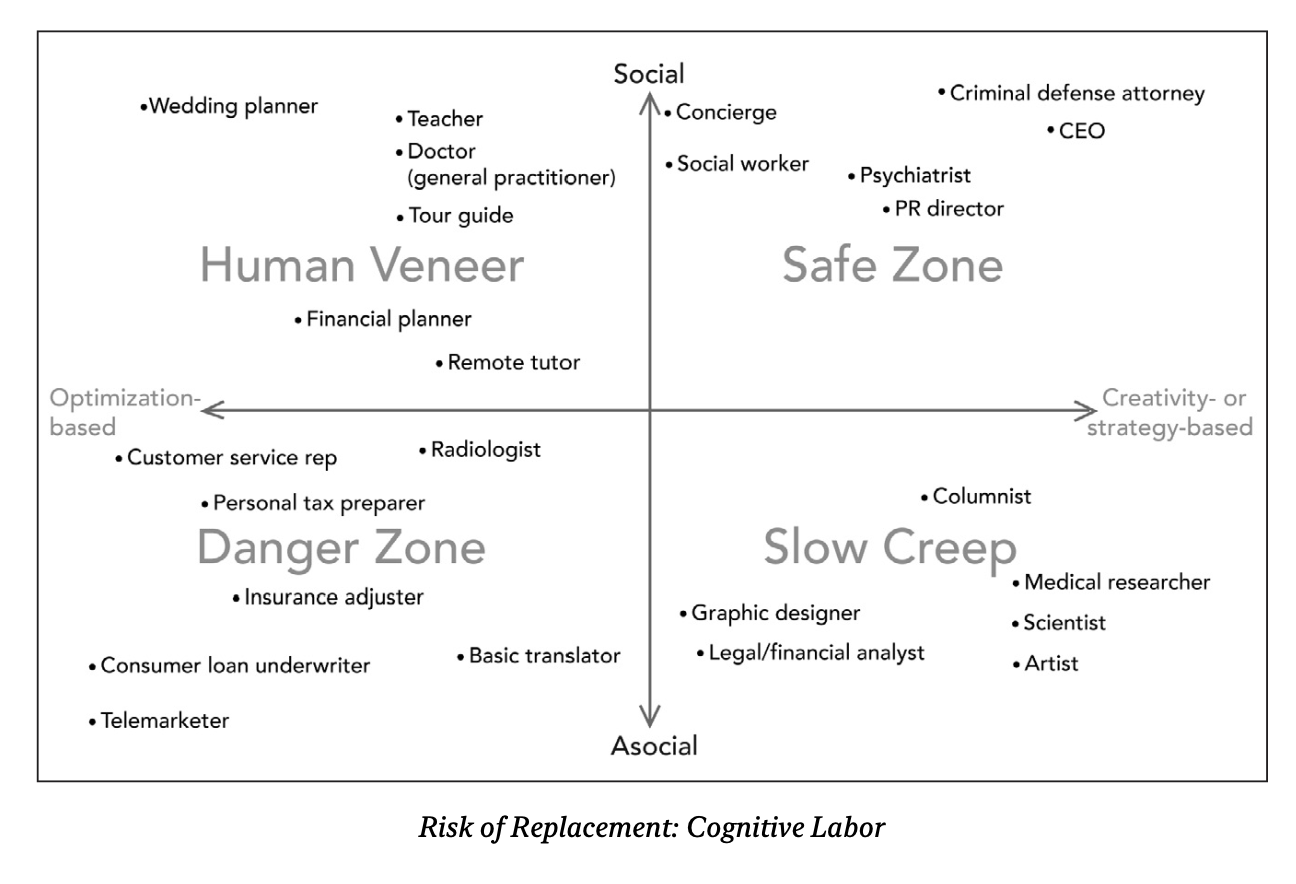 Social
•Wedding planner
• Teacher
• Doctor
(general practitioner)
• Tour guide
Human Veneer
• Financial planner
• Remote tutor
• Concierge
• Social worker
• Criminal defense attorney
• CEO
• Psychiatrist
• PR director
Safe Zone
Optimization-
based
Creativity- or
strategy-based
• Customer service rep
• Radiologist
• Personal tax preparer
Danger Zone
• Insurance adjuster
• Basic translator
• Consumer loan underwriter
• Telemarketer
• Columnist
Slow Creep
• Medical researcher
• Graphic designer
• Scientist
• Legal/financial analyst
• Artist
Asocial
Risk of Replacement: Cognitive Labor